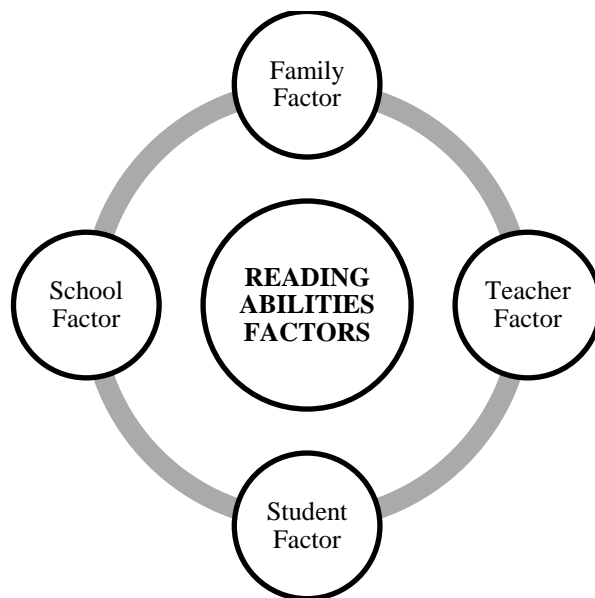 Family
Factor
School
Factor
READING
ABILITIES
FACTORS
Teacher
Factor
Student
Factor